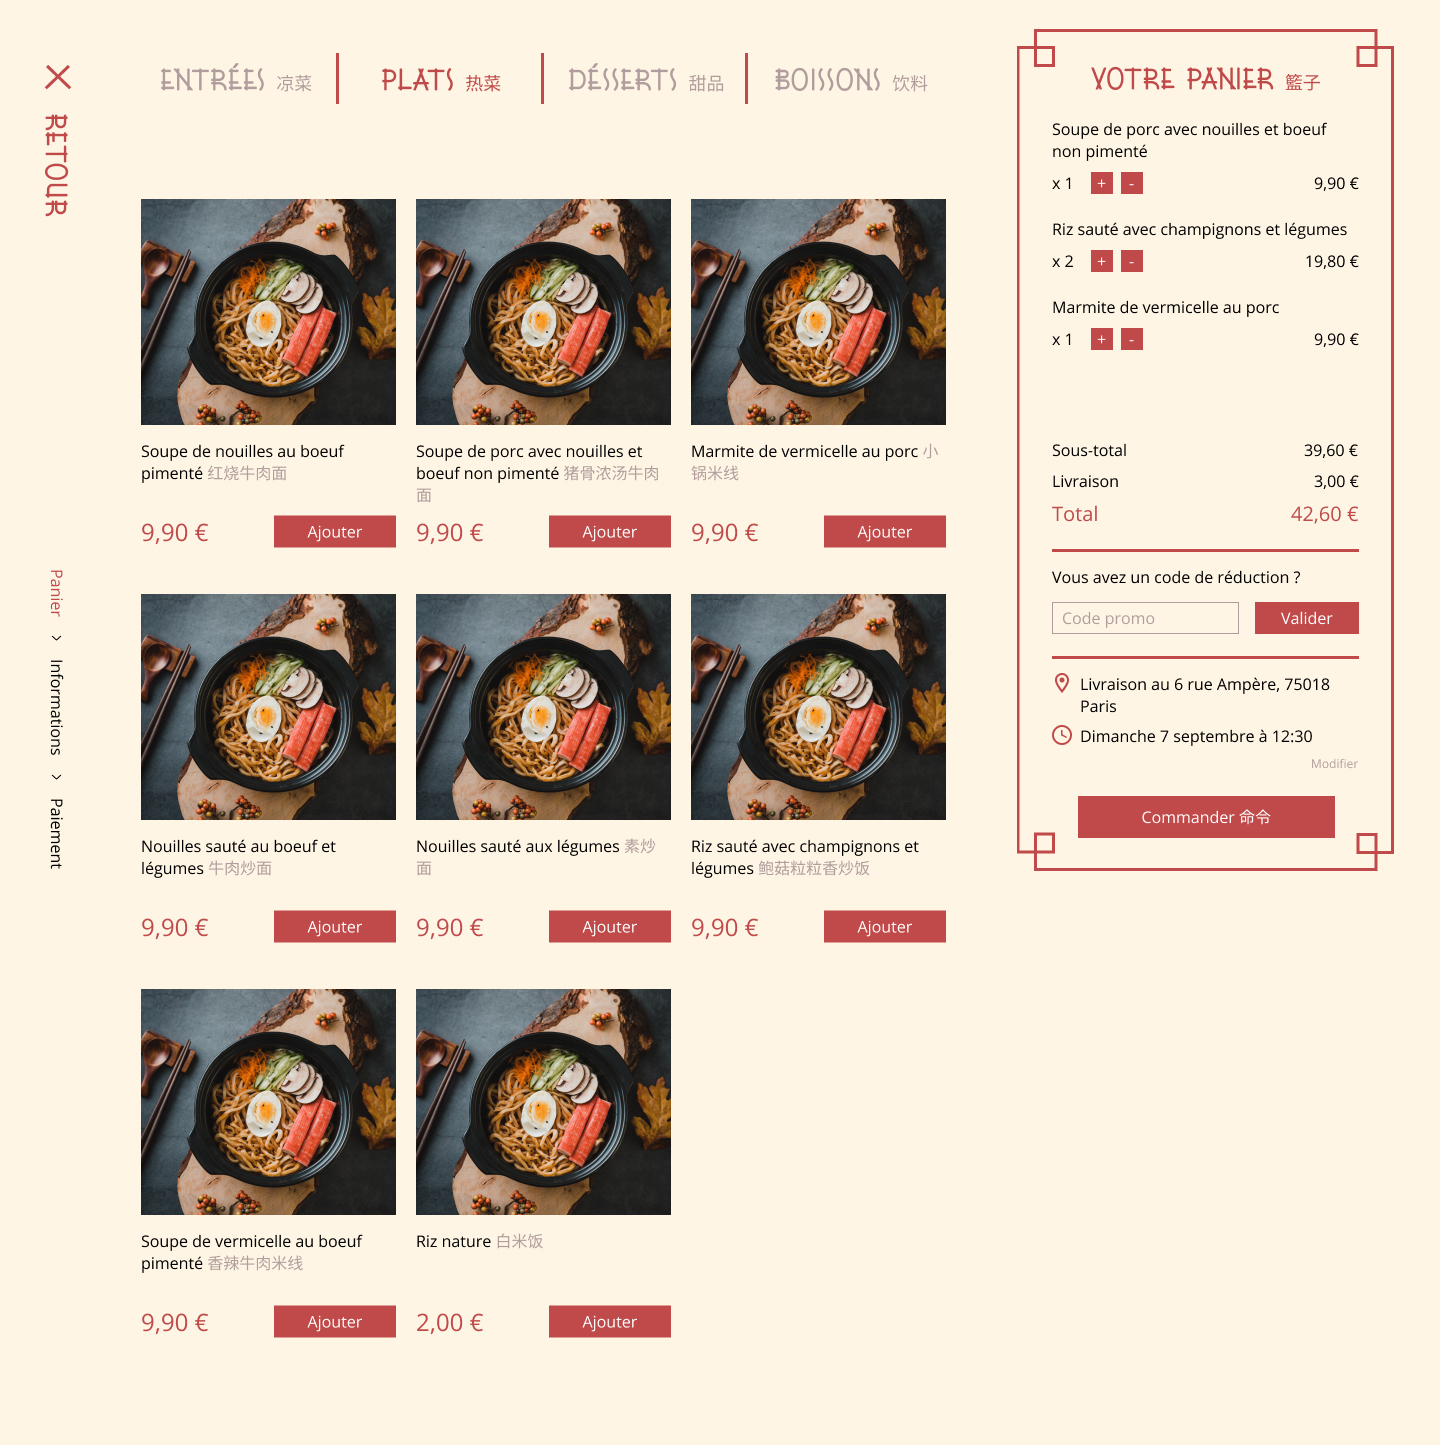 RETOUR
Panier > Informations > Paiement
ENTRÉES 凉菜
PLATS 热菜
DÉSSERTS 甜品
BOISSONS 饮料
Soupe de nouilles au boeuf
pimenté 红烧牛肉面
9,90 €
Ajouter
Soupe de porc avec nouilles et
boeuf non pimenté 猪骨浓汤牛肉
面
9,90 €
Ajouter
Marmite de vermicelle au porc 小
锅米线
9,90 €
Ajouter
Nouilles sauté au boeuf et
légumes 牛肉炒面
9,90 €
Ajouter
Nouilles sauté aux légumes 素炒
面
9,90 €
Ajouter
Riz sauté avec champignons et
légumes 鲍菇粒粒香炒饭
9,90 €
Ajouter
Soupe de vermicelle au boeuf
pimenté 香辣牛肉米线
9,90 €
Ajouter
Riz nature 白米饭
2,00 €
Ajouter
VOTRE PANIER 籃子
Soupe de porc avec nouilles et boeuf
non pimenté
x 1 + - 9,90 €
Riz sauté avec champignons et légumes
x 2 + - 19,80 €
Marmite de vermicelle au porc
x 1 + - 9,90 €
Sous-total 39,60 €
Livraison 3,00 €
Total 42,60 €
Vous avez un code de réduction ?
Code promo
Valider
Livraison au 6 rue Ampère, 75018
Paris
Dimanche 7 septembre à 12:30
Modifier
Commander 命令